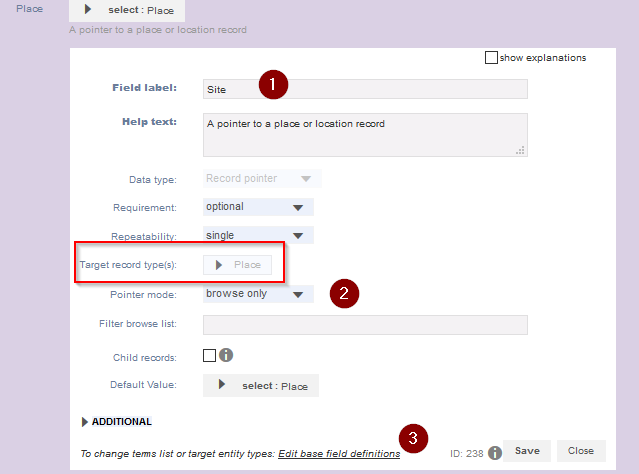 Place select : Place
A pointer to a place or location record
show explanations
Field label: Site 1
Help text: A pointer to a place or location record
Data type: Record pointer
Requirement: optional
Repeatability: single
Target record type(s): Place
Pointer mode: browse only 2
Filter browse list:
Child records: i
Default Value: select : Place
ADDITIONAL
3
To change tems list or target entity types: Edit base field definitions ID: 238 i Save Close